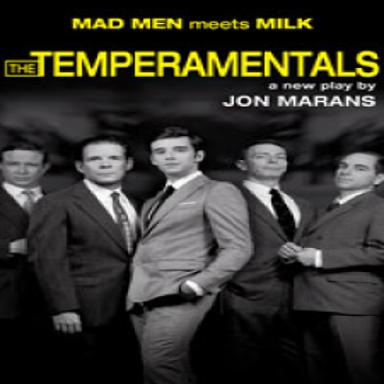 MAD MEN meets MILK
THE TEMPERAMENTALS
a new play by
JON MARANS